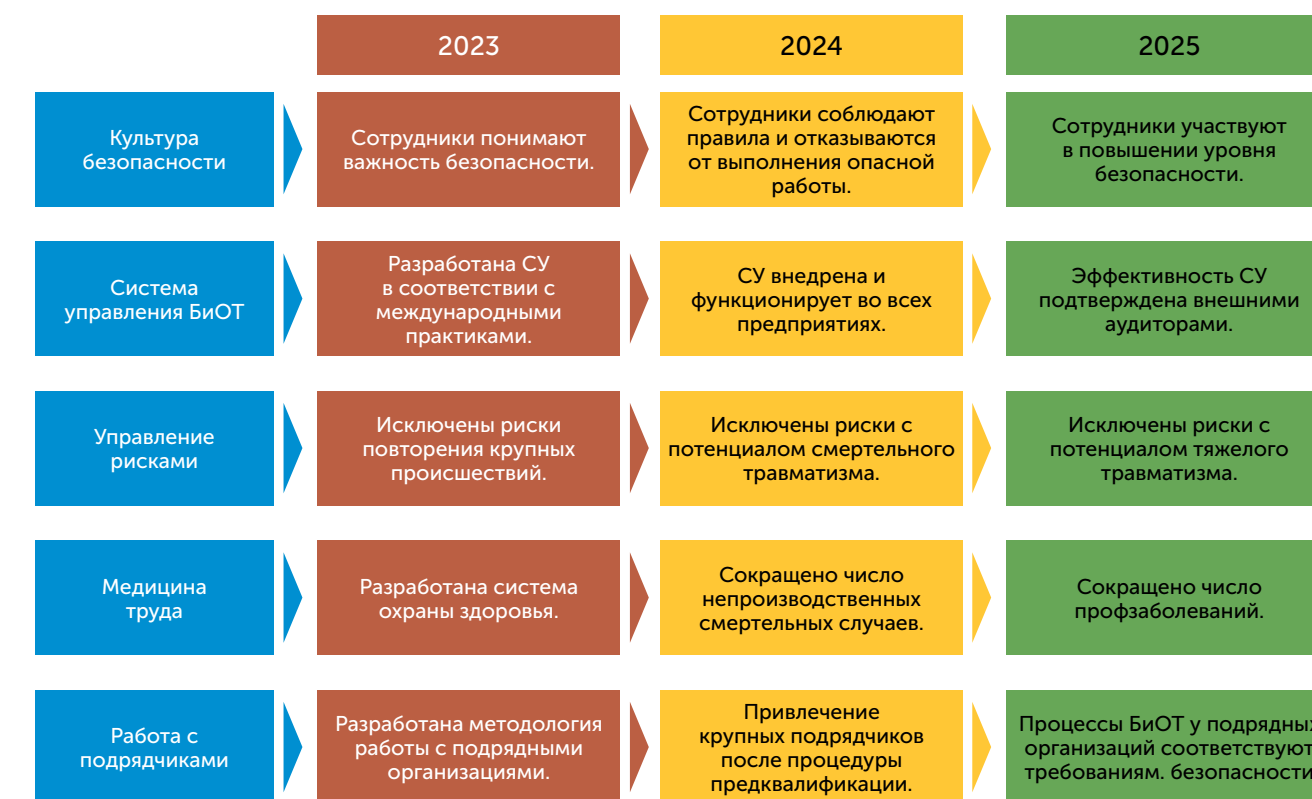 2023
2024
2025
Культура
безопасности
Сотрудники понимают
важность безопасности.
Сотрудники соблюдают
правила и отказываются
от выполнения опасной
работы.
Сотрудники участвуют
в повышении уровня
безопасности.
Система
управления БиОТ
Разработана СУ
в соответствии с
международными
практиками.
СУ внедрена и
функционирует во всех
предприятиях.
Эффективность СУ
подтверждена внешними
аудиторами.
Управление
рисками
Исключены риски
повторения крупных
происшествий.
Исключены риски с
потенциалом смертельного
травматизма.
Исключены риски с
потенциалом тяжелого
травматизма.
Медицина
труда
Разработана система
охраны здоровья.
Сокращено число
непроизводственных
смертельных случаев.
Сокращено число
профзаболеваний.
Работа с
подрядчиками
Разработана методология
работы с подрядными
организациями.
Привлечение
крупных подрядчиков
после процедуры
предквалификации.
Процессы БиОТ у подрядных
организаций соответствуют
требованиям. безопасности